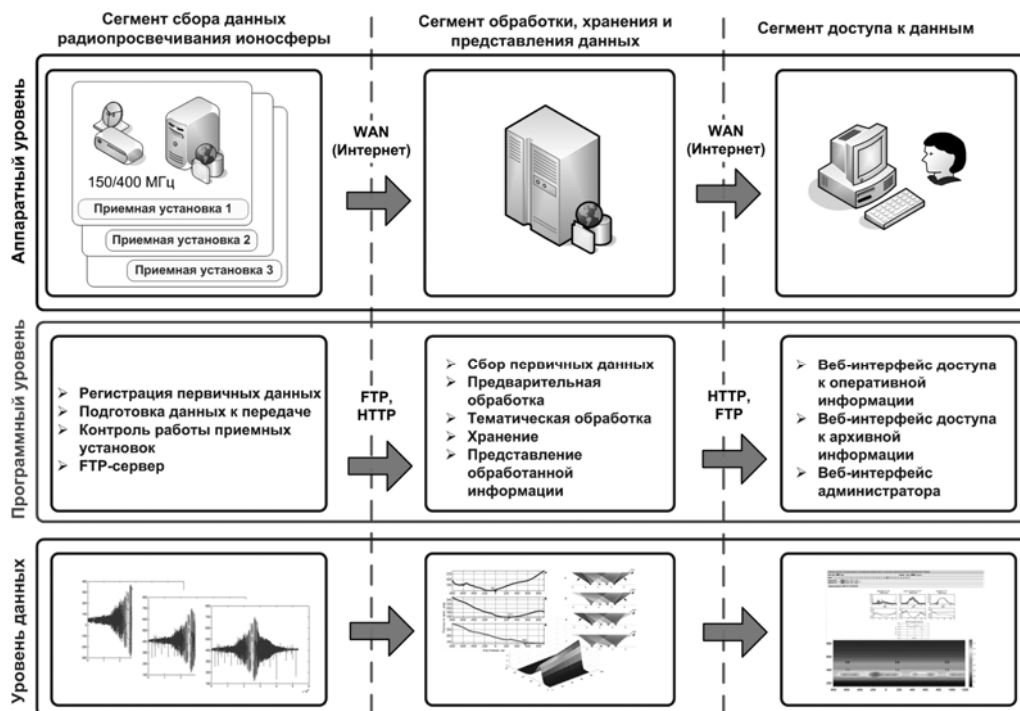 Сегмент сбора данных
радиопросвечивания ионосферы
Сегмент обработки, хранения и
представления данных
Сегмент доступа к данным
Аппаратный уровень
150/400 МГц
Приемная установка 1
Приемная установка 2
Приемная установка 3
WAN
(Интернет)
WAN
(Интернет)
Программный уровень
Регистрация первичных данных
Подготовка данных к передаче
Контроль работы приемных
установок
FTP-сервер
FTP,
HTTP
Сбор первичных данных
Предварительная
обработка
Тематическая обработка
Хранение
Представление
обработанной
информации
HTTP,
FTP
Веб-интерфейс доступа
к оперативной
информации
Веб-интерфейс доступа
к архивной
информации
Веб-интерфейс
администратора
Уровень данных